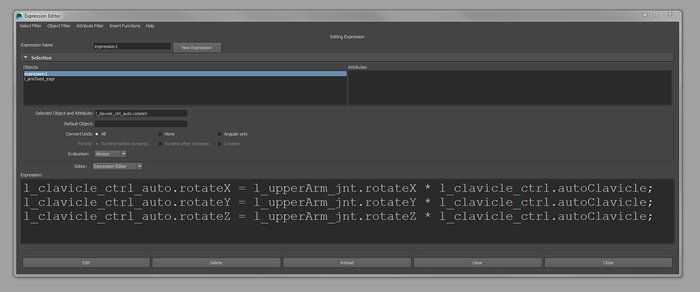 Expression Editor
Select Filter Object Filter Attribute Filter Insert Functions Help
Editing Expression
Expression Name expression1 New Expression
Selection
Objects Attributes
expression1
l_armTwist_expr
Selected Object and Attribute: l_clavicle_ctrl_auto.rotateX
Default Object:
Convert Units: All None Angular only
Particle: Runtime before dynamics Runtime after dynamics Creation
Evaluation: Always
Editor: Expression Editor
Expression:
l_clavicle_ctrl_auto.rotateX = l_upperArm_jnt.rotateX * l_clavicle_ctrl.autoClavicle;
l_clavicle_ctrl_auto.rotateY = l_upperArm_jnt.rotateY * l_clavicle_ctrl.autoClavicle;
l_clavicle_ctrl_auto.rotateZ = l_upperArm_jnt.rotateZ * l_clavicle_ctrl.autoClavicle;
Edit Delete Reload Clear Close